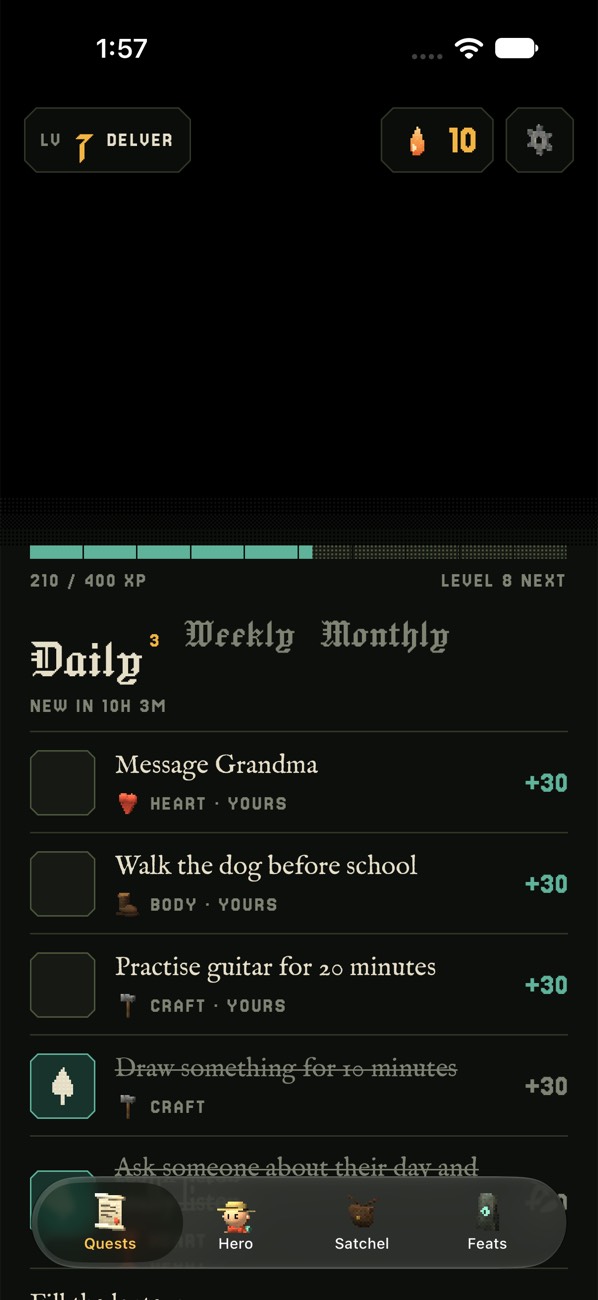 1:57
LV 7 DELVER
10
210 / 400 XP
LEVEL 8 NEXT
Daily 3 Weekly Monthly
NEW IN 10H 3M
Message Grandma
HEART · YOURS
+30
Walk the dog before school
BODY · YOURS
+30
Practise guitar for 20 minutes
CRAFT · YOURS
+30
Draw something for 10 minutes
CRAFT
+30
Ask someone about their day and
Quests
Hero
Satchel
Feats